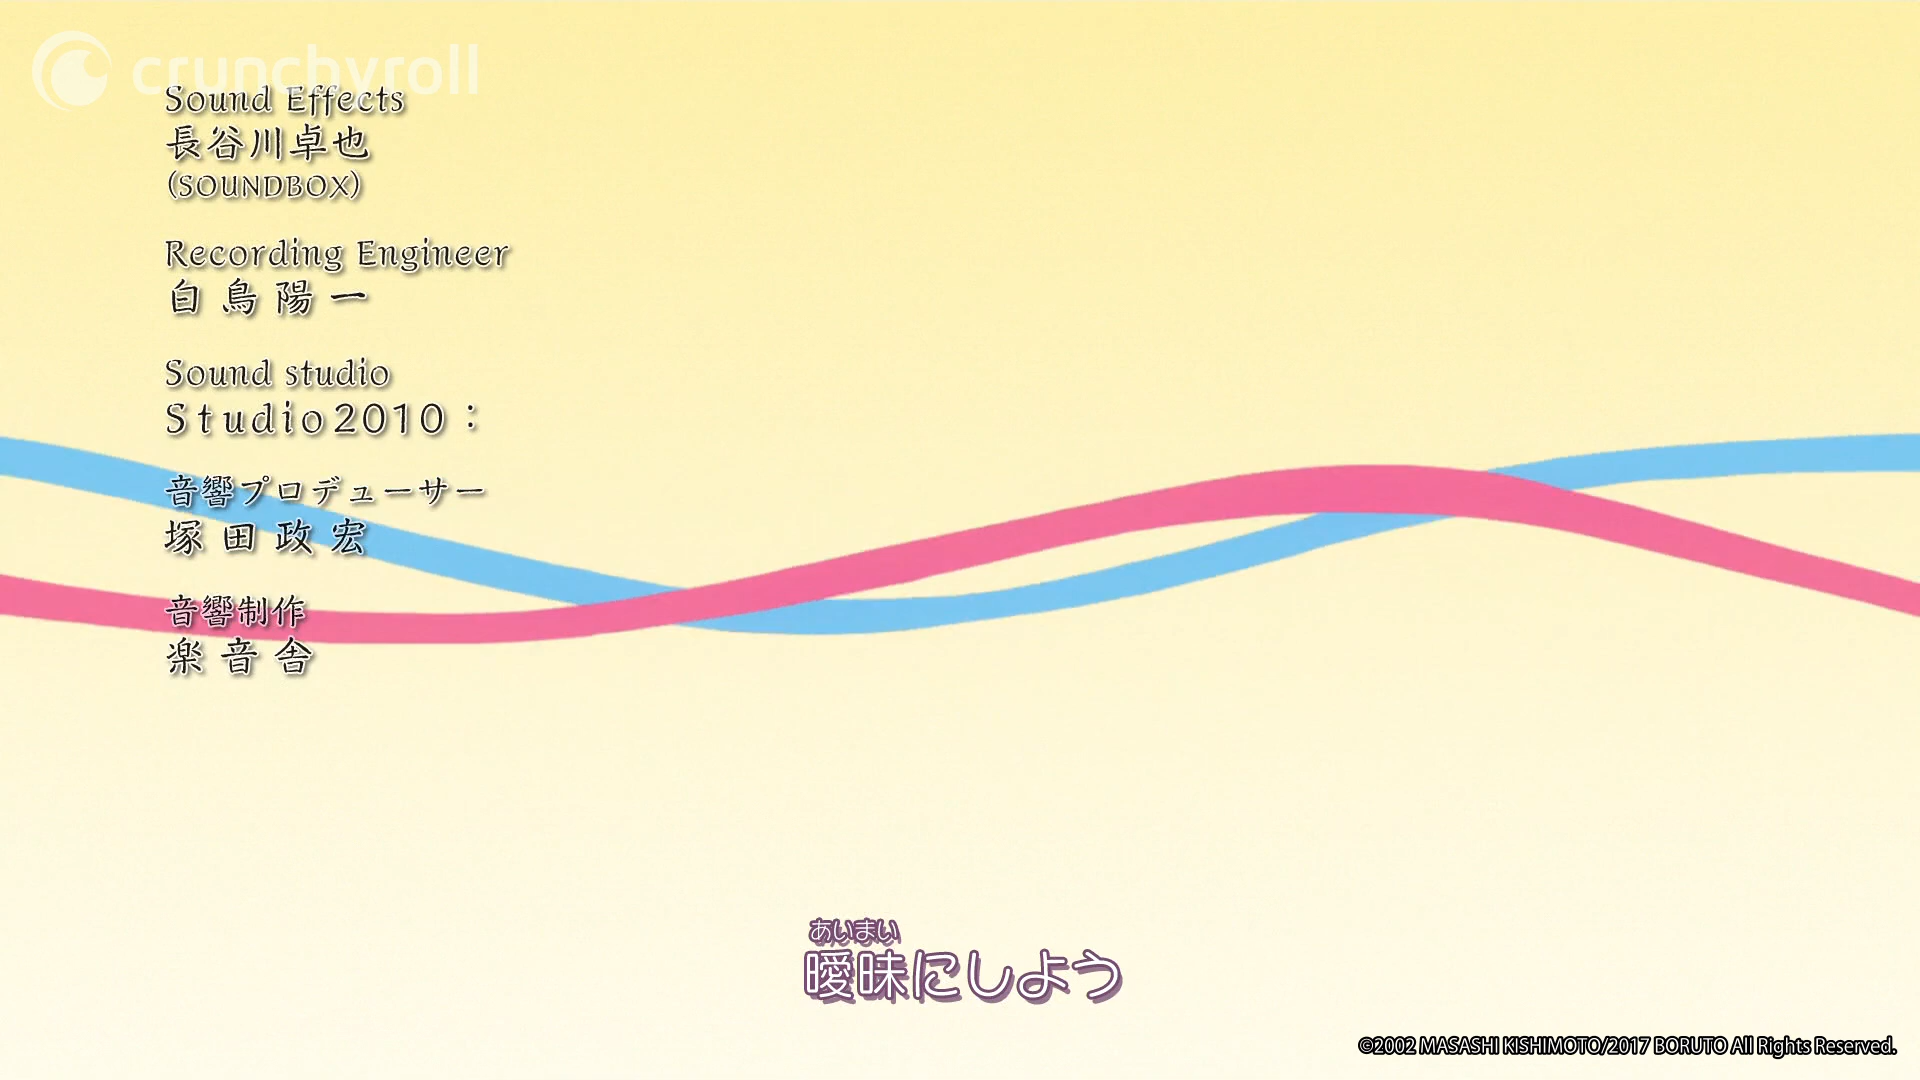 crunchyroll
Sound Effects
長谷川卓也
(SOUNDBOX)
Recording Engineer
白鳥陽一
Sound studio
Studio2010：
音響プロデューサー
塚田政宏
音響制作
楽音舎
あいまい
曖昧にしよう
©2002 MASASHI KISHIMOTO/2017 BORUTO All Rights Reserved.